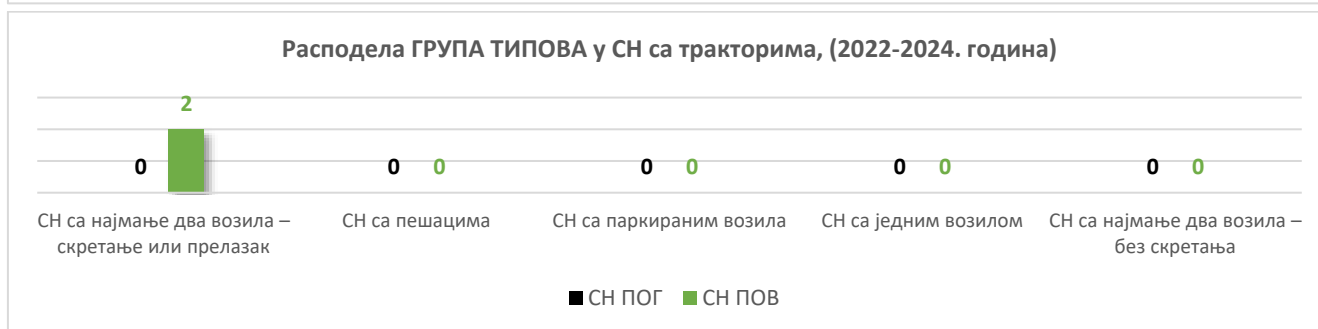 Расподела ГРУПА ТИПОВА у СН са тракторима, (2022-2024. година)
2
0
0 0
0 0
0 0
0 0
СН са најмање два возила –
скретање или прелазак
СН са пешацима
СН са паркираним возила
СН са једним возилом
СН са најмање два возила –
без скретања
СН ПОГ СН ПОВ